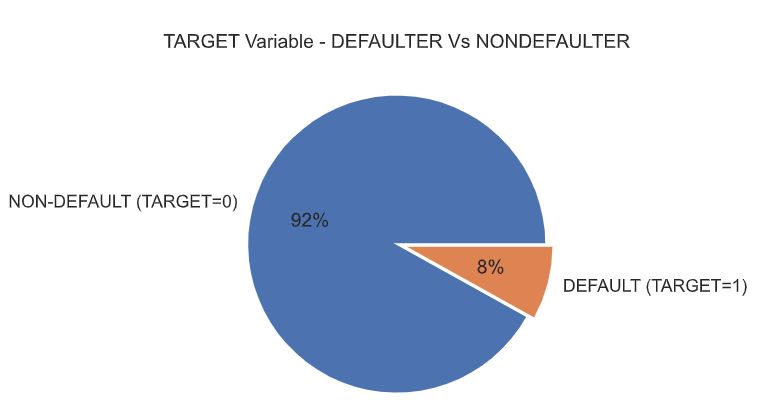 TARGET Variable - DEFAULTER Vs NONDEFAULTER
NON-DEFAULT (TARGET=0)
92%
8%
DEFAULT (TARGET=1)